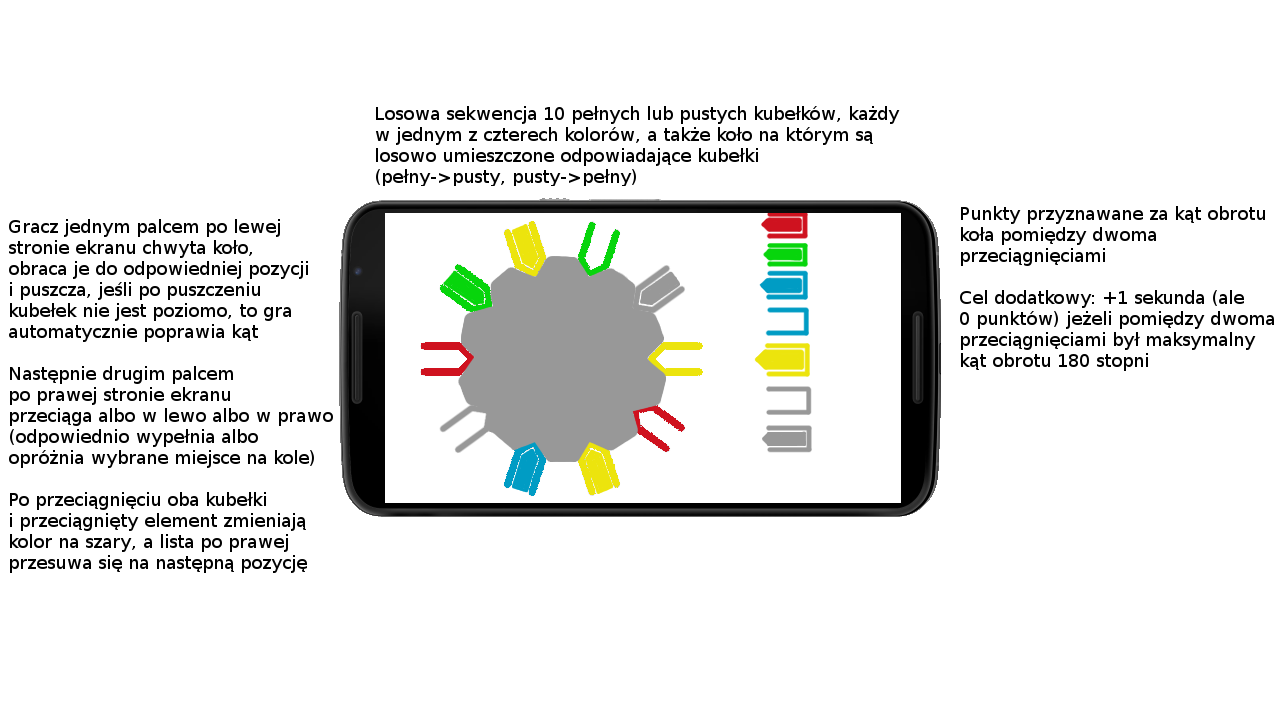 Losowa sekwencja 10 pełnych lub pustych kubełków, każdy
w jednym z czterech kolorów, a także koło na którym są
losowo umieszczone odpowiadające kubełki
(pełny->pusty, pusty->pełny)
Gracz jednym palcem po lewej
stronie ekranu chwyta koło,
obraca je do odpowiedniej pozycji
i puszcza, jeśli po puszczeniu
kubełek nie jest poziomo, to gra
automatycznie poprawia kąt
Następnie drugim palcem
po prawej stronie ekranu
przeciąga albo w lewo albo w prawo
(odpowiednio wypełnia albo
opróżnia wybrane miejsce na kole)
Po przeciągnięciu oba kubełki
i przeciągnięty element zmieniają
kolor na szary, a lista po prawej
przesuwa się na następną pozycję
Punkty przyznawane za kąt obrotu
koła pomiędzy dwoma
przeciągnięciami
Cel dodatkowy: +1 sekunda (ale
0 punktów) jeżeli pomiędzy dwoma
przeciągnięciami był maksymalny
kąt obrotu 180 stopni